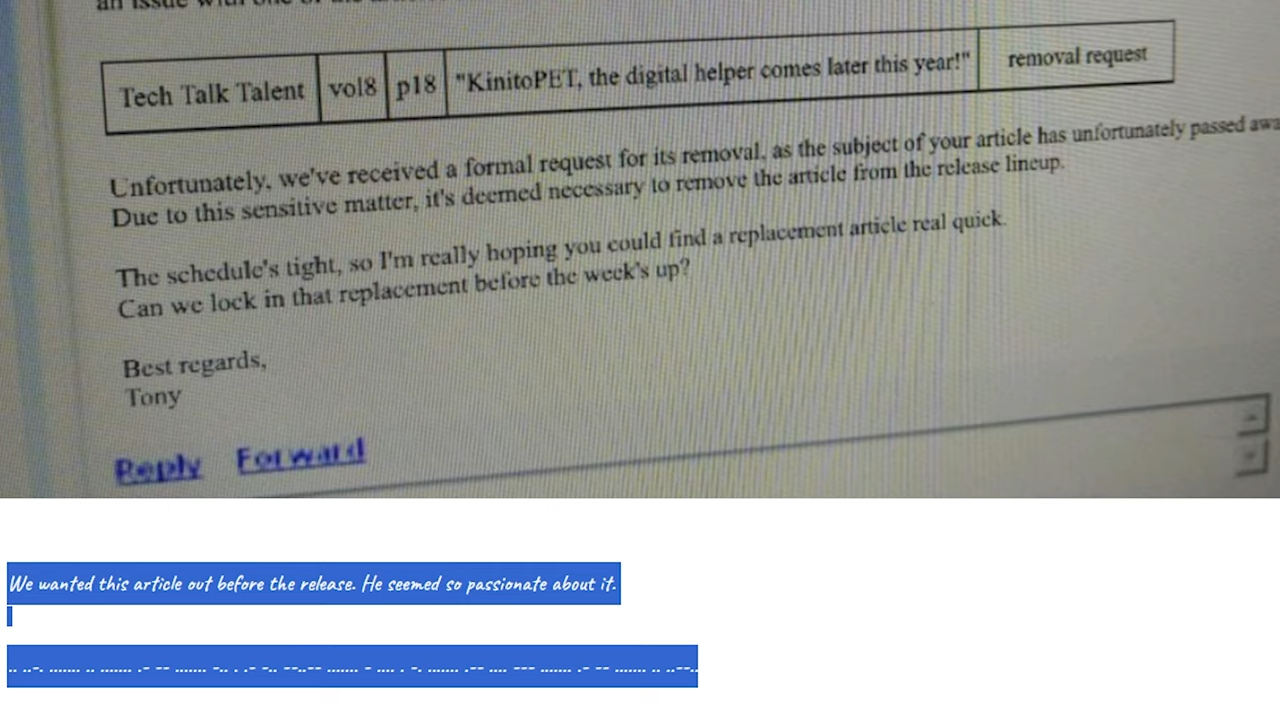 Tech Talk Talent vol8 p18 "KinitoPET, the digital helper comes later this year!" removal request
Unfortunately, we've received a formal request for its removal, as the subject of your article has unfortunately passed
Due to this sensitive matter, it's deemed necessary to remove the article from the release lineup.
The schedule's tight, so I'm really hoping you could find a replacement article real quick.
Can we lock in that replacement before the week's up?
Best regards,
Tony
Reply Forward
We wanted this article out before the release. He seemed so passionate about it.
.. ..-. ....... .. ....... .- -- ....... -.. . .- -.. --..-- ....... - .... . -. ....... .-- .... --- ....... .- -- ....... .. ..--..